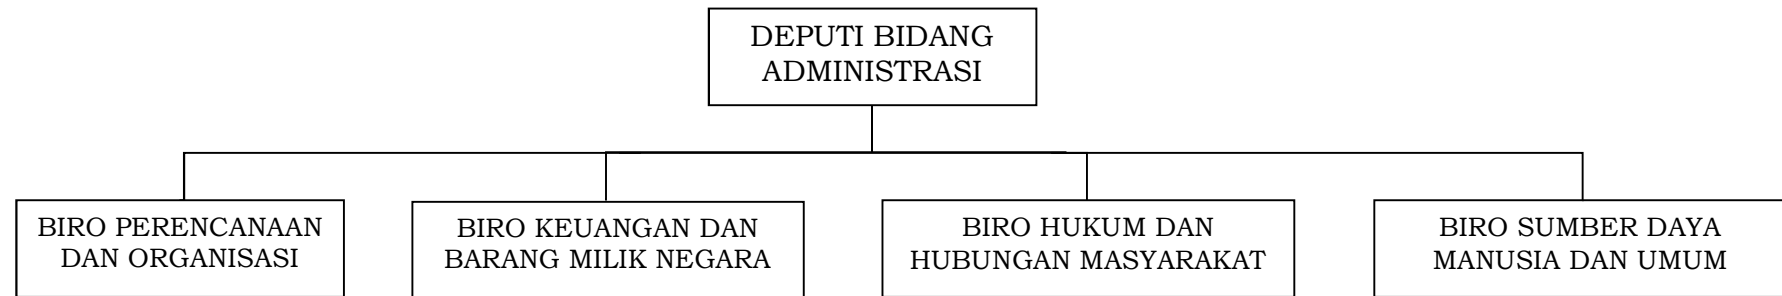 DEPUTI BIDANG
ADMINISTRASI
BIRO PERENCANAAN
DAN ORGANISASI
BIRO KEUANGAN DAN
BARANG MILIK NEGARA
BIRO HUKUM DAN
HUBUNGAN MASYARAKAT
BIRO SUMBER DAYA
MANUSIA DAN UMUM